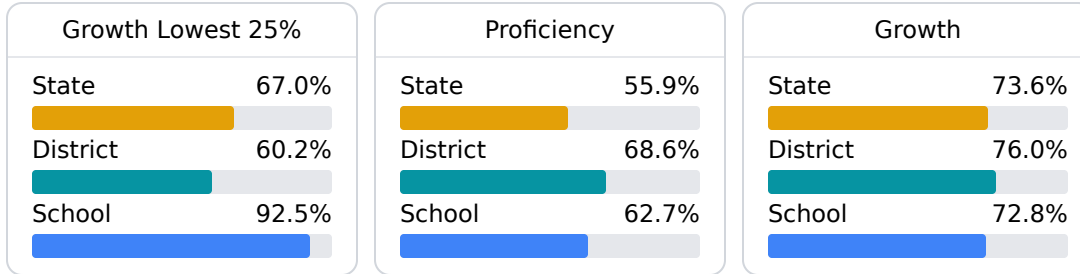 Growth Lowest 25%
State 67.0%
District 60.2%
School 92.5%
Proficiency
State 55.9%
District 68.6%
School 62.7%
Growth
State 73.6%
District 76.0%
School 72.8%